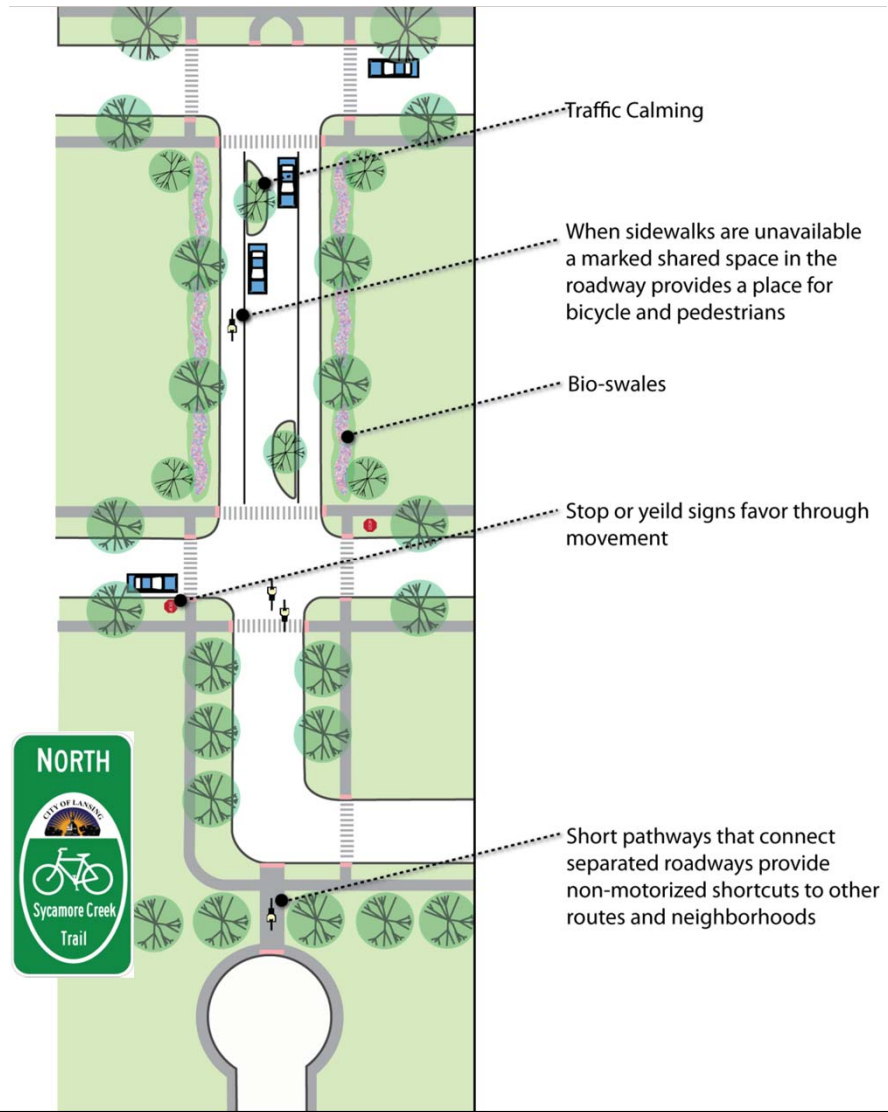 Traffic Calming
When sidewalks are unavailable
a marked shared space in the
roadway provides a place for
bicycle and pedestrians
Bio-swales
Stop or yeild signs favor through
movement
NORTH
CITY OF LANSING
Sycamore Creek
Trail
Short pathways that connect
separated roadways provide
non-motorized shortcuts to other
routes and neighborhoods